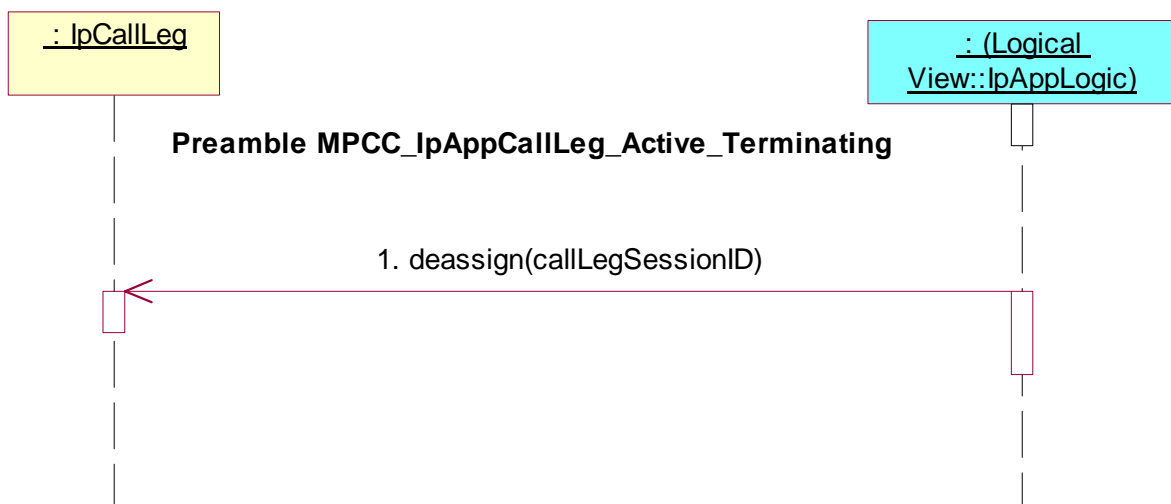 : IpCallLeg
: (Logical
View::IpAppLogic)
Preamble MPCC_IpAppCallLeg_Active_Terminating
1. deassign(callLegSessionID)